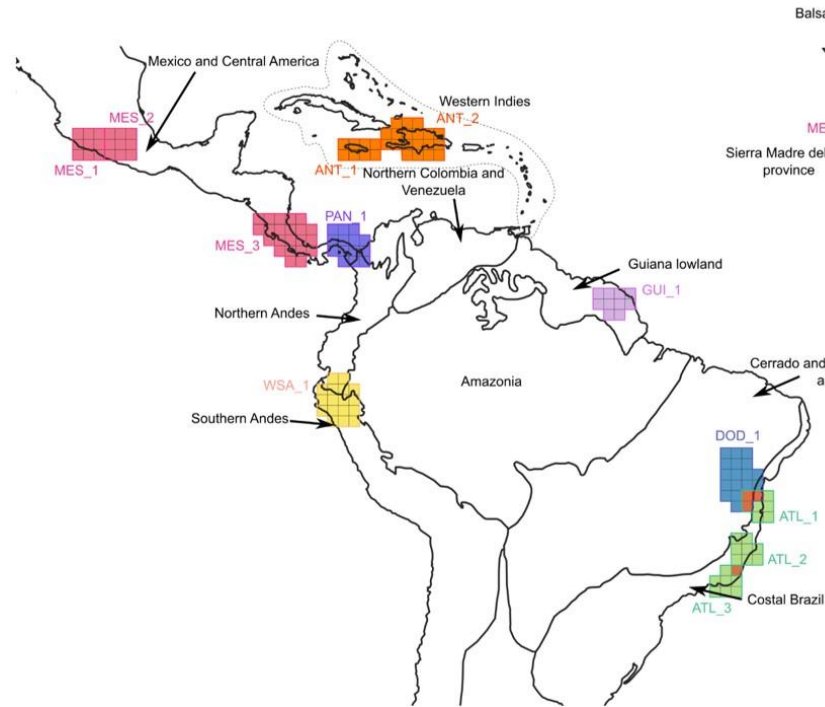 Balsa
Mexico and Central America
MES_2
Western Indies
ANT_2
ME
MES_1
ANT_1
Sierra Madre del
province
Northern Colombia and
Venezuela
PAN_1
MES_3
Guiana lowland
GUI_1
Northern Andes
Cerrado and
a
WSA_1
Amazonia
Southern Andes
DOD_1
ATL_1
ATL_2
Costal Brazil
ATL_3